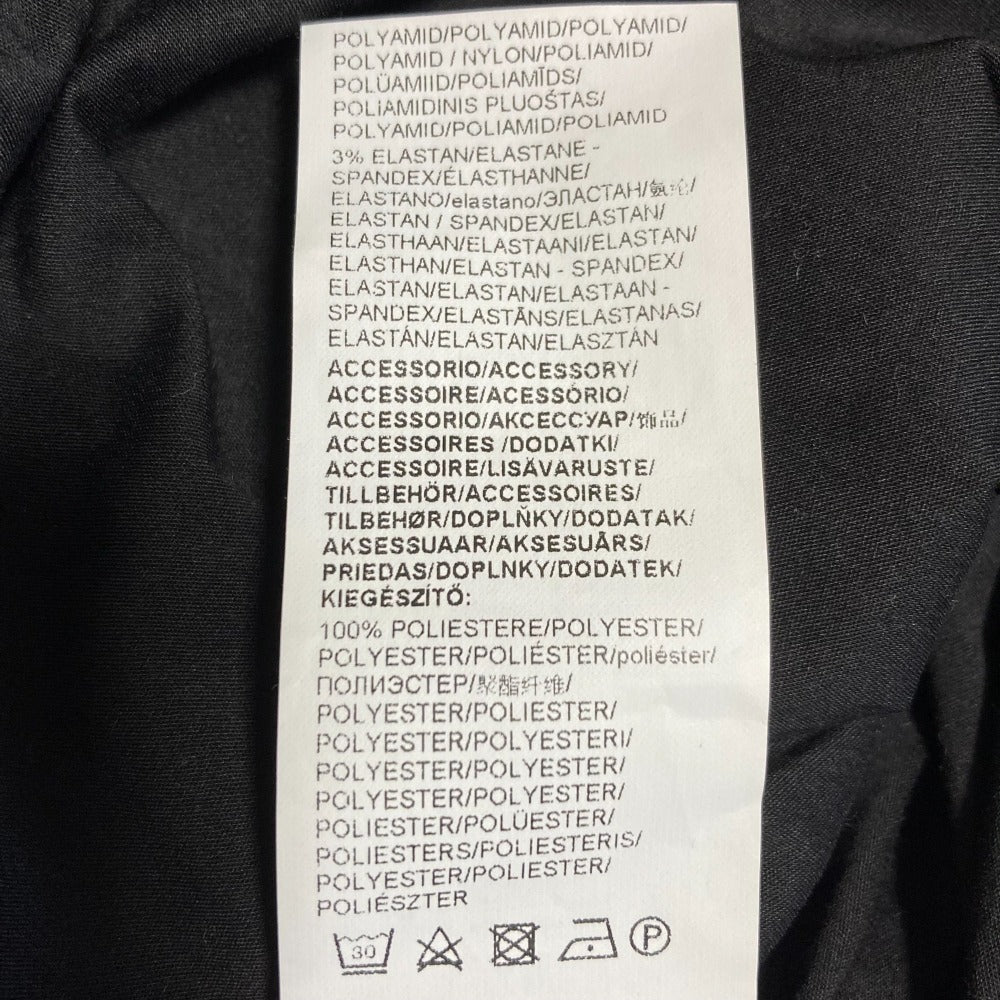 POLYAMID/POLYAMID/POLYAMID/
POLYAMID / NYLON/POLIAMID/
POLÜAMIID/POLIAMĪDS/
POLIAMIDINIS PLUOŠTAS/
POLYAMID/POLIAMID/POLIAMID
3% ELASTAN/ELASTANE -
SPANDEX/ÉLASTHANNE/
ELASTANO/elastano/ЭЛАСТАН/氨纶/
ELASTAN / SPANDEX/ELASTAN/
ELASTHAAN/ELASTAANI/ELASTAN/
ELASTHAN/ELASTAN - SPANDEX/
ELASTAN/ELASTAN/ELASTAAN -
SPANDEX/ELASTĀNS/ELASTANAS/
ELASTÁN/ELASTAN/ELASZTÁN
ACCESSORIO/ACCESSORY/
ACCESSOIRE/ACESSÓRIO/
ACCESSORIO/АКСЕССУАР/饰品/
ACCESSOIRES /DODATKI/
ACCESSOIRE/LISÄVARUSTE/
TILLBEHÖR/ACCESSOIRES/
TILBEHØR/DOPLŇKY/DODATAK/
AKSESSUAAR/AKSESUĀRS/
PRIEDAS/DOPLNKY/DODATEK/
KIEGÉSZÍTŐ:
100% POLIESTERE/POLYESTER/
POLYESTER/POLIÉSTER/poliéster/
ПОЛИЭСТЕР/聚酯纤维/
POLYESTER/POLIESTER/
POLYESTER/POLYESTERI/
POLYESTER/POLYESTER/
POLYESTER/POLYESTER/
POLIESTER/POLÜESTER/
POLIESTERS/POLIESTERIS/
POLYESTER/POLIESTER/
POLIÉSZTER
30 P